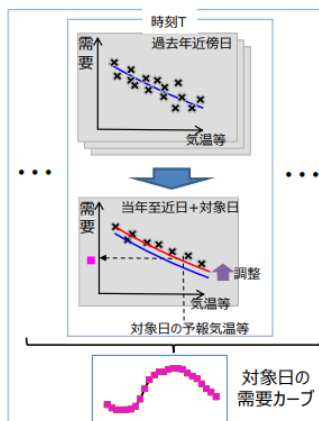 時刻T
過去年近傍日
需要
気温等
・・・
・・・
当年至近日+対象日
需要
調整
気温等
対象日の予報気温等
対象日の
需要カーブ